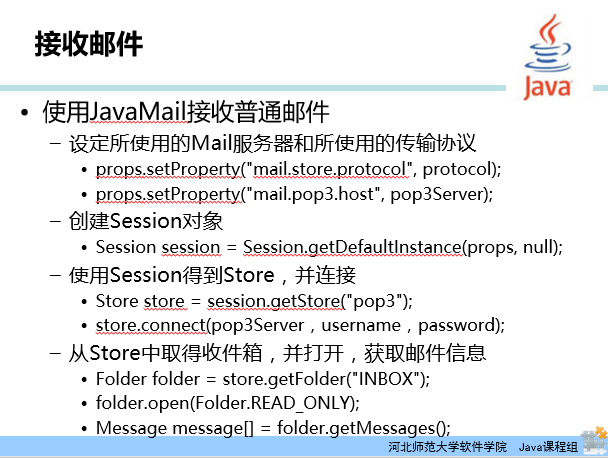 接收邮件
Java
• 使用JavaMail接收普通邮件
– 设定所使用的Mail服务器和所使用的传输协议
• props.setProperty("mail.store.protocol", protocol);
• props.setProperty("mail.pop3.host", pop3Server);
– 创建Session对象
• Session session = Session.getDefaultInstance(props, null);
– 使用Session得到Store，并连接
• Store store = session.getStore("pop3");
• store.connect(pop3Server，username，password);
– 从Store中取得收件箱，并打开，获取邮件信息
• Folder folder = store.getFolder("INBOX");
• folder.open(Folder.READ_ONLY);
• Message message[] = folder.getMessages();
河北师范大学软件学院 Java课程组